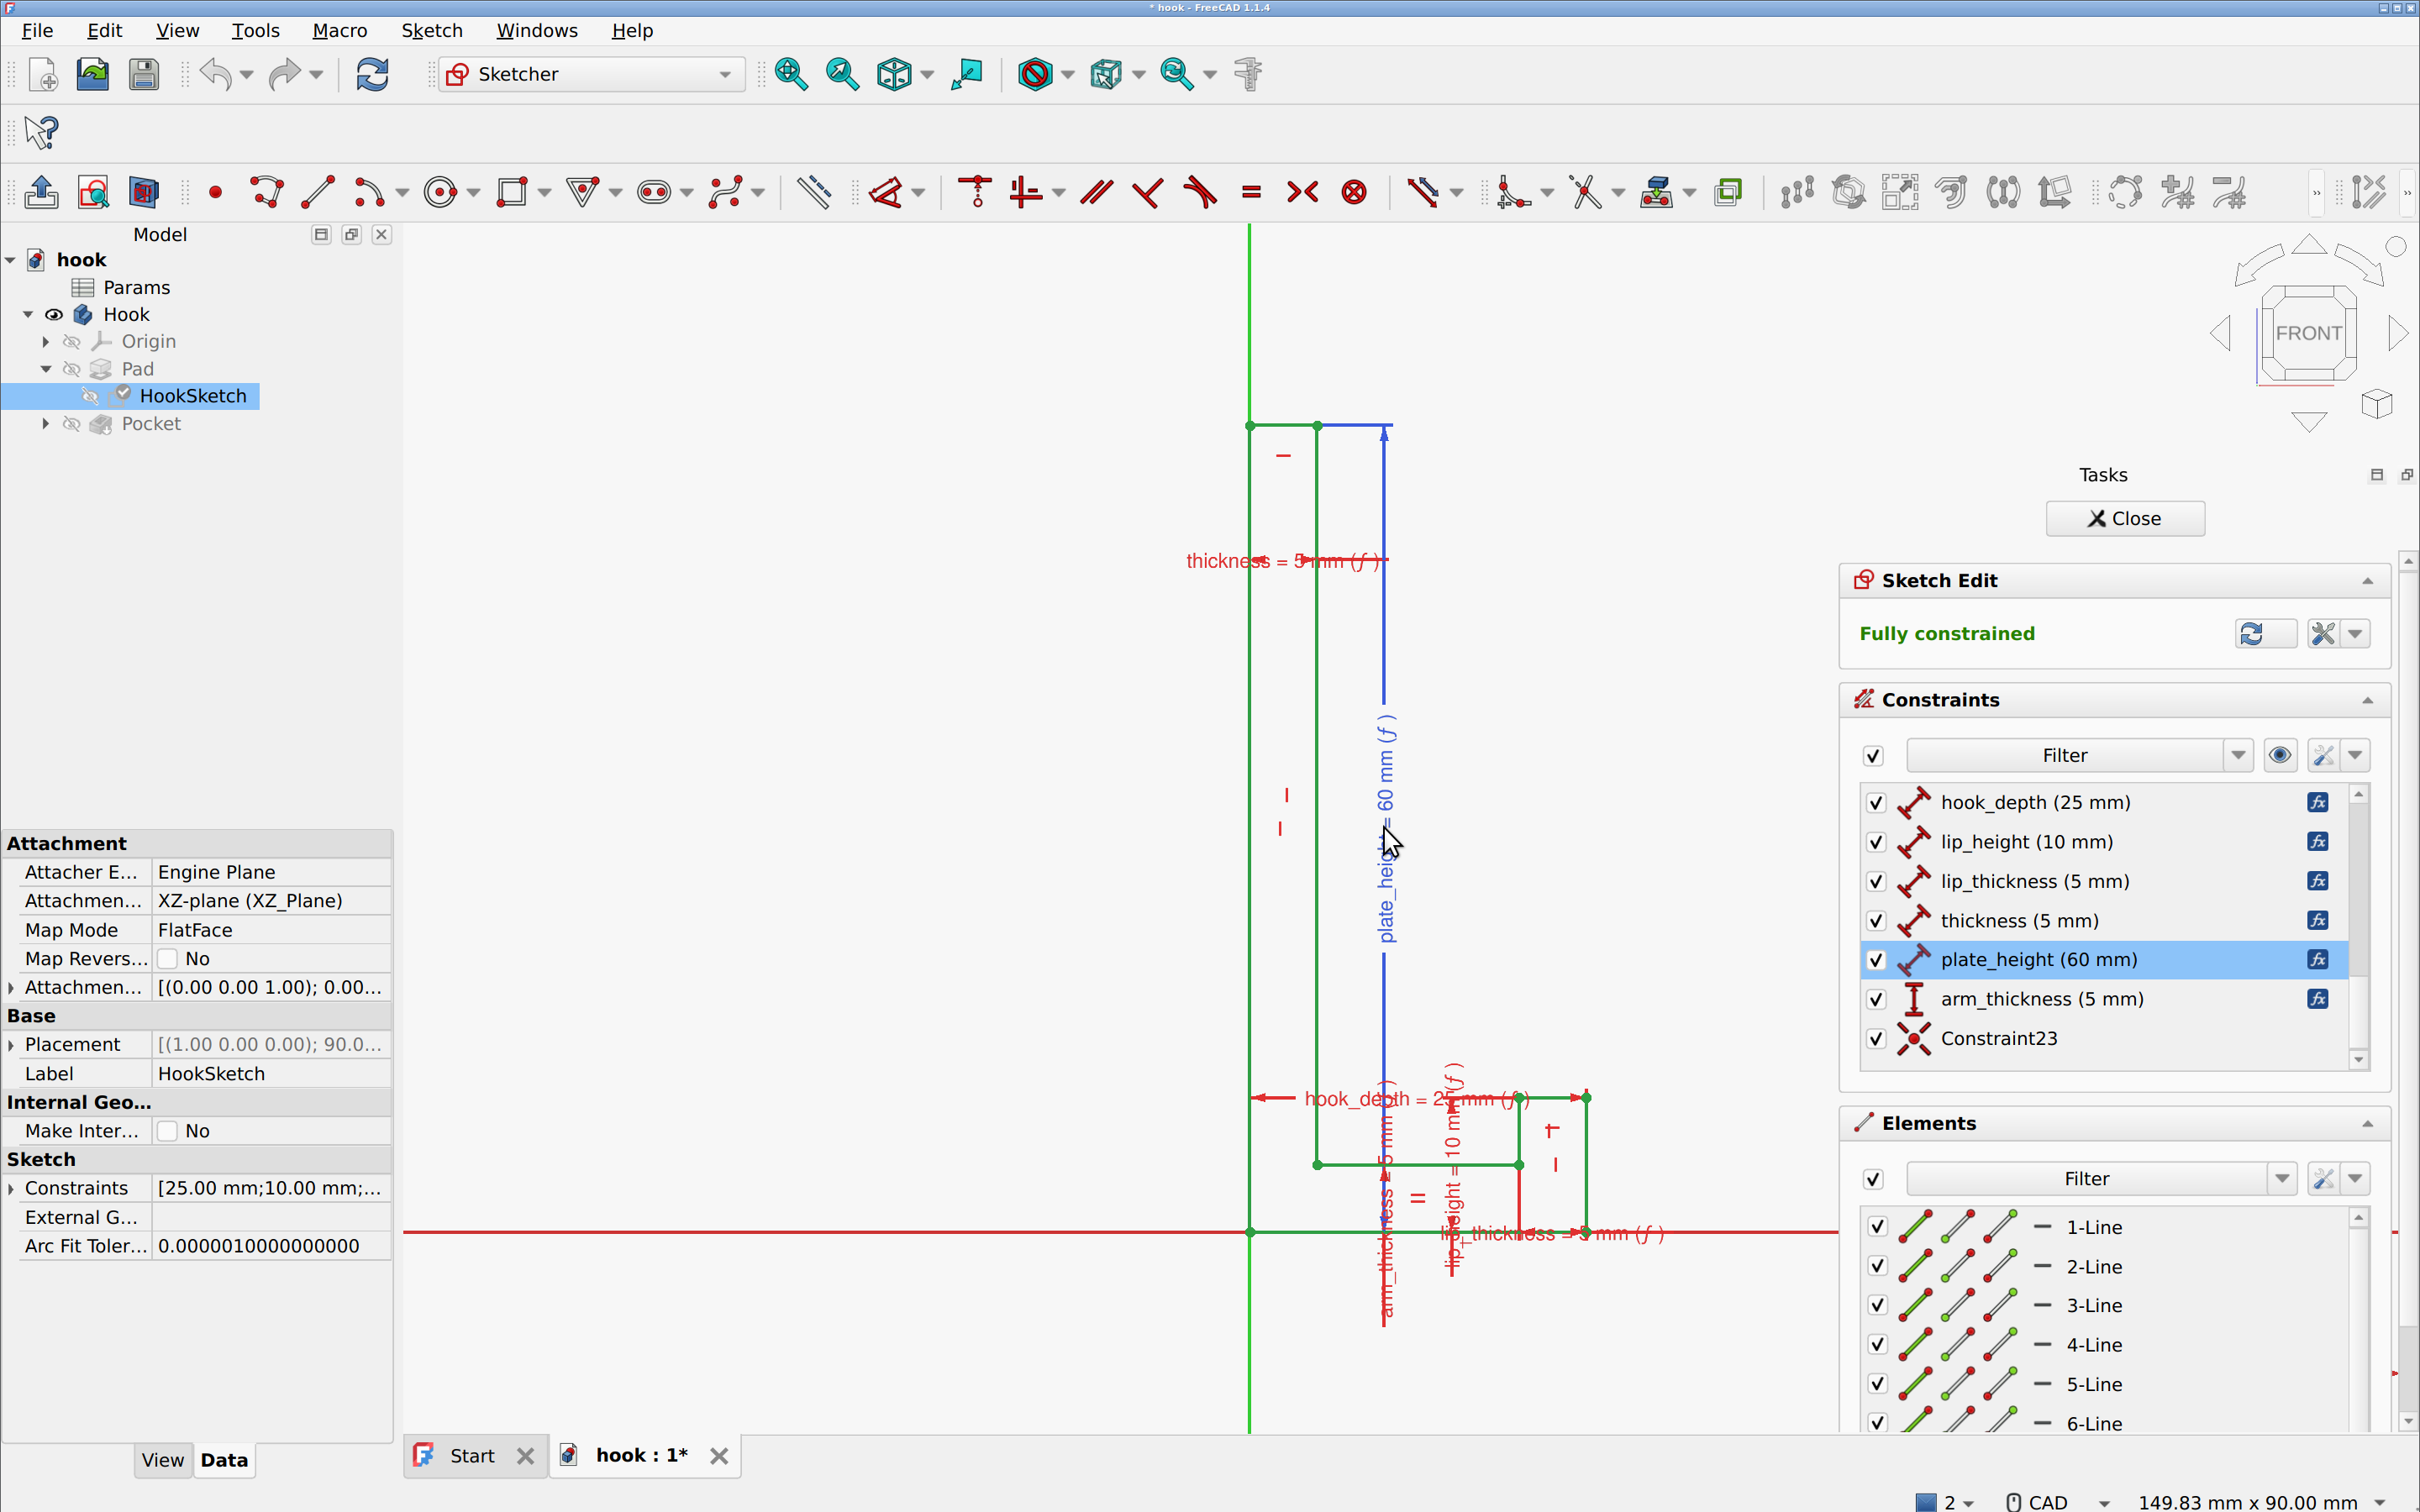 * hook - FreeCAD 1.1.4
File Edit View Tools Macro Sketch Windows Help
Sketcher
Model
hook
Params
Hook
Origin
Pad
HookSketch
Pocket
FRONT
Tasks
Close
Sketch Edit
Fully constrained
Constraints
Filter
hook_depth (25 mm)
lip_height (10 mm)
lip_thickness (5 mm)
thickness (5 mm)
plate_height (60 mm)
arm_thickness (5 mm)
Constraint23
Elements
Filter
1-Line
2-Line
3-Line
4-Line
5-Line
6-Line
thickness = 5 mm (ƒ)
plate_height = 60 mm (ƒ)
hook_depth = 25 mm (ƒ)
arm_thickness = 5 mm (ƒ)
lip_height = 10 mm (ƒ)
lip_thickness = 5 mm (ƒ)
Attachment
Attacher E... Engine Plane
Attachmen... XZ-plane (XZ_Plane)
Map Mode FlatFace
Map Revers... No
Attachmen... [(0.00 0.00 1.00); 0.00...
Base
Placement [(1.00 0.00 0.00); 90.0...
Label HookSketch
Internal Geo...
Make Inter... No
Sketch
Constraints [25.00 mm;10.00 mm;...
External G...
Arc Fit Toler... 0.0000010000000000
View Data
Start
hook : 1*
2 CAD 149.83 mm x 90.00 mm